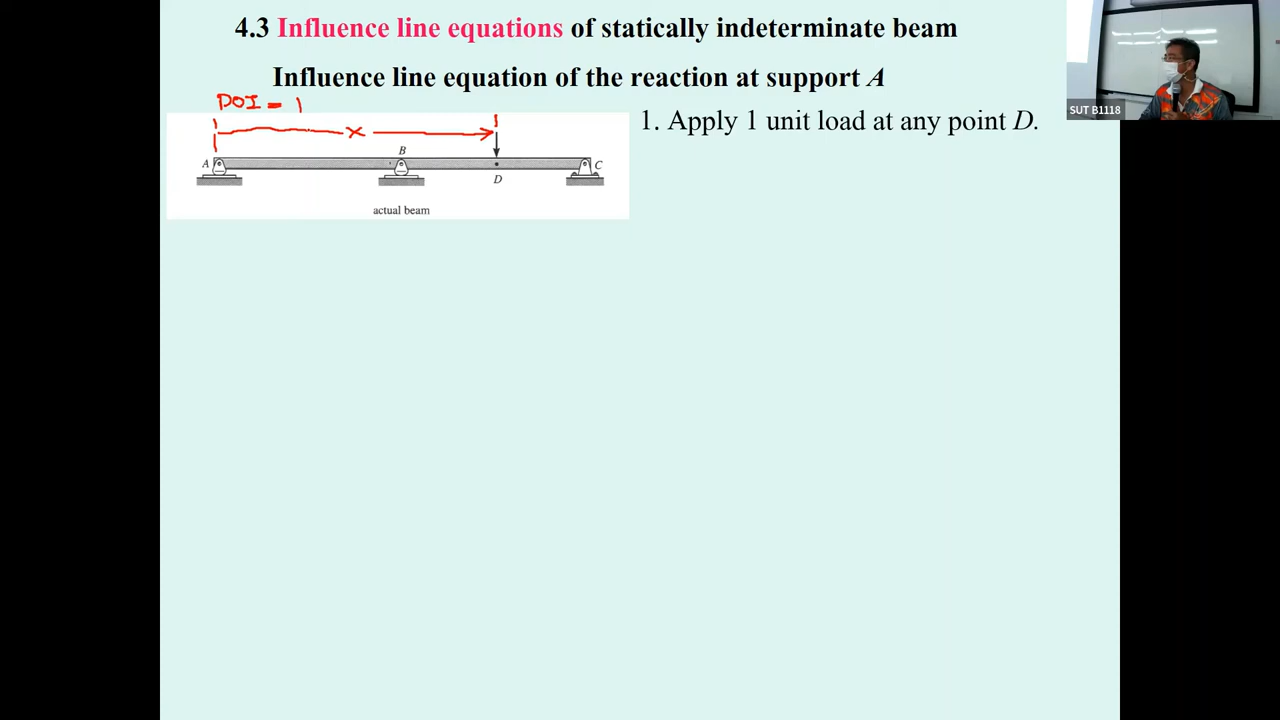 4.3 Influence line equations of statically indeterminate beam
Influence line equation of the reaction at support A
DOI = 1
1. Apply 1 unit load at any point D.
x
1
A
B
C
D
actual beam
SUT B1118